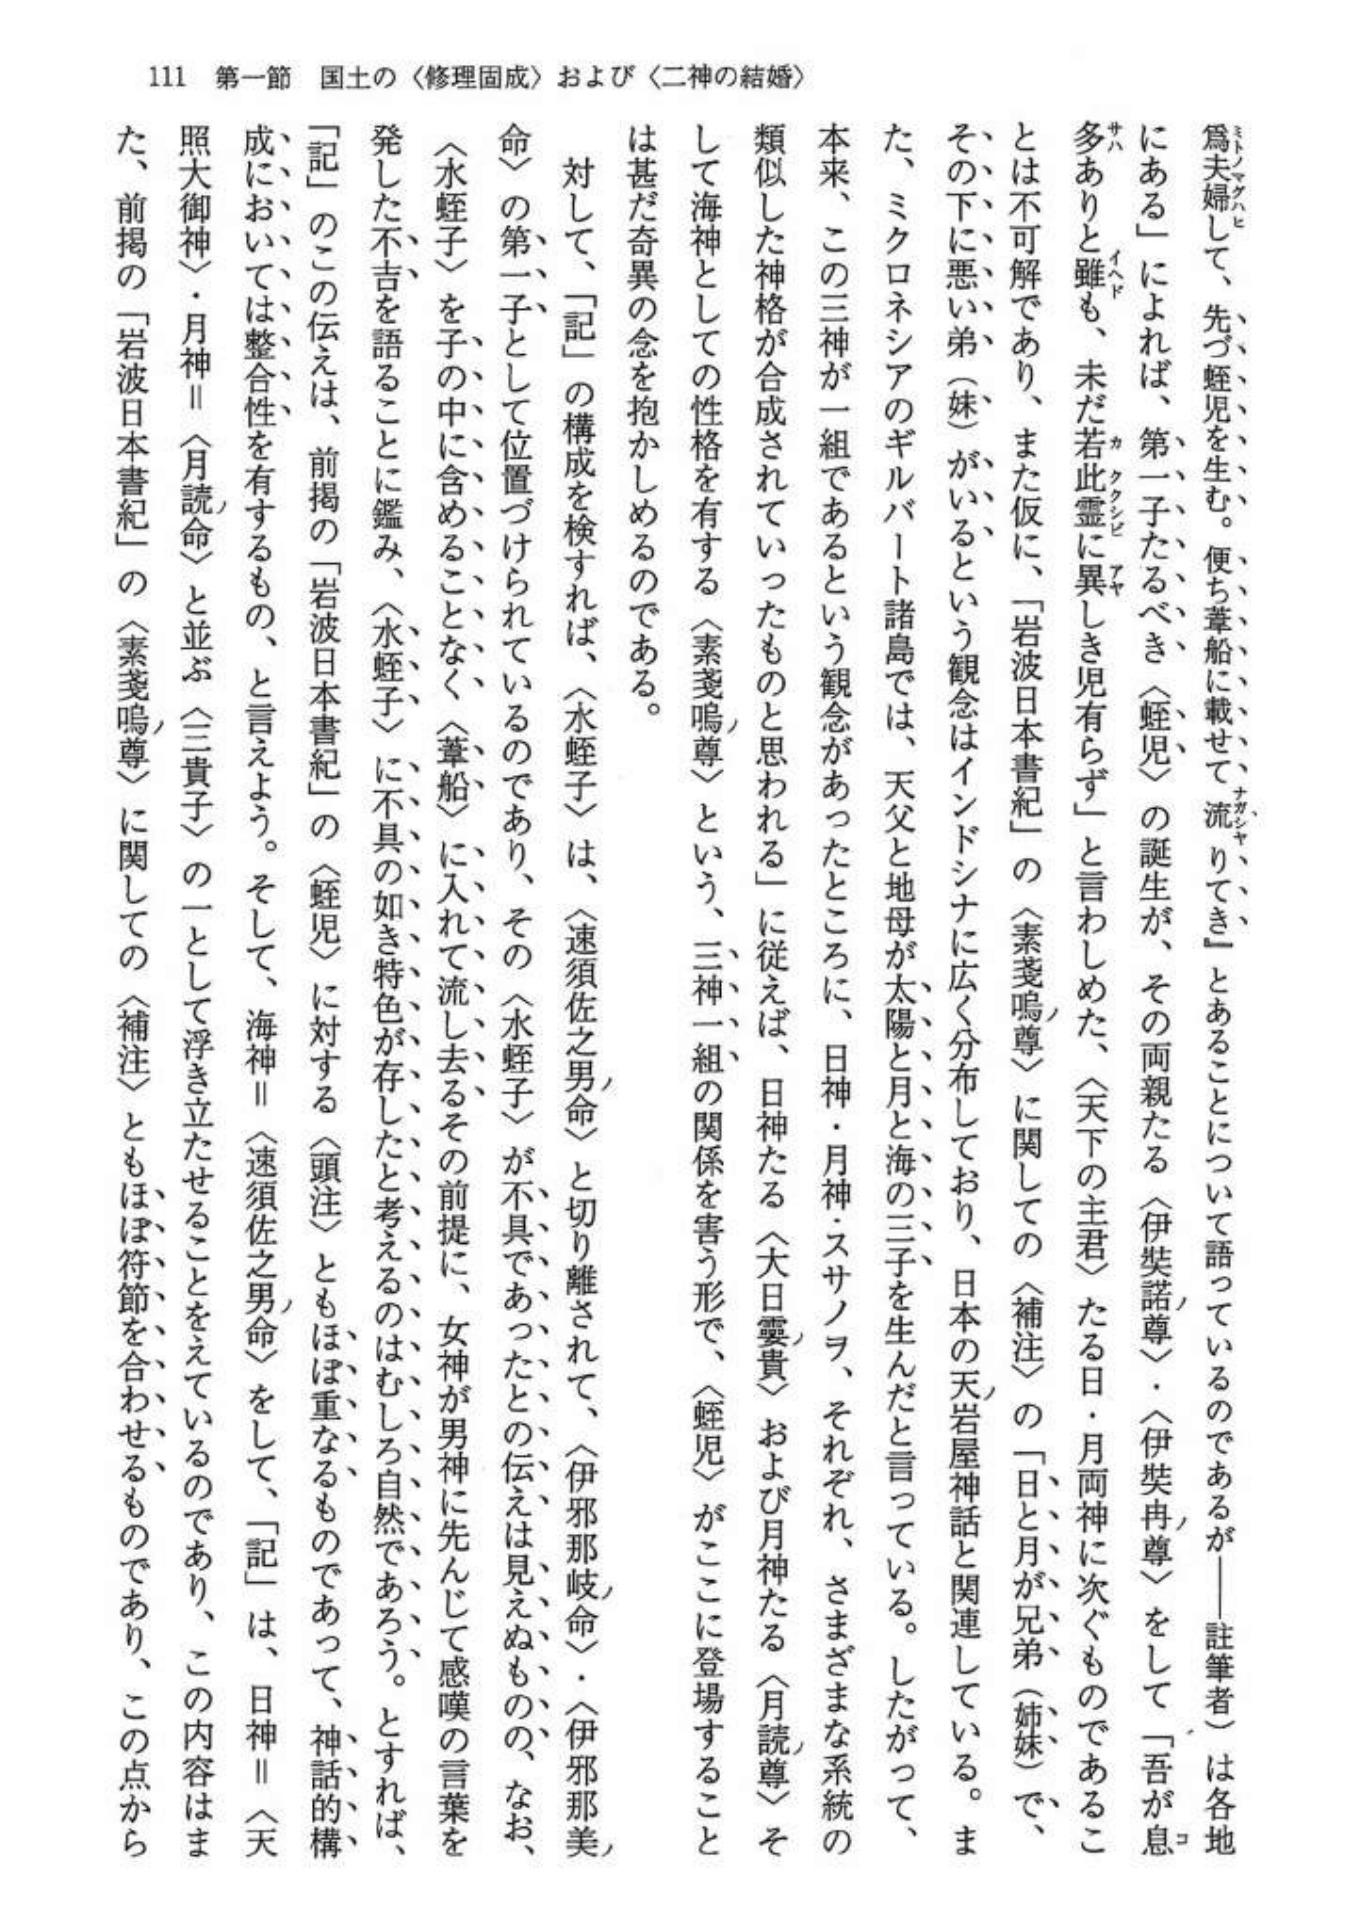 111　第一節　国土の〈修理固成〉および〈二神の結婚〉
爲夫婦して、先づ蛭児を生む。便ち葦船に載せて流りてき』とあることについて語っているのであるが――註筆者）は各地
にある」によれば、第一子たるべき〈蛭児〉の誕生が、その両親たる〈伊奘諾ノ尊〉・〈伊奘冉ノ尊〉をして「吾が息
多ありと雖も、未だ若此霊に異しき児有らず」と言わしめた、〈天下の主君〉たる日・月両神に次ぐものであるこ
とは不可解であり、また仮に、「岩波日本書紀」の〈素戔嗚ノ尊〉に関しての〈補注〉の「日と月が兄弟（姉妹）で、
その下に悪い弟（妹）がいるという観念はインドシナに広く分布しており、日本の天ノ岩屋神話と関連している。ま
た、ミクロネシアのギルバート諸島では、天父と地母が太陽と月と海の三子を生んだと言っている。したがって、
本来、この三神が一組であるという観念があったところに、日神・月神・スサノヲ、それぞれ、さまざまな系統の
類似した神格が合成されていったものと思われる」に従えば、日神たる〈大日孁ノ貴〉および月神たる〈月読ノ尊〉そ
して海神としての性格を有する〈素戔嗚ノ尊〉という、三神一組の関係を害う形で、〈蛭児〉がここに登場すること
は甚だ奇異の念を抱かしめるのである。
対して、「記」の構成を検すれば、〈水蛭子〉は、〈速須佐之男ノ命〉と切り離されて、〈伊邪那岐ノ命〉・〈伊邪那美ノ
命〉の第一子として位置づけられているのであり、その〈水蛭子〉が不具であったとの伝えは見えぬものの、なお、
〈水蛭子〉を子の中に含めることなく〈葦船〉に入れて流し去るその前提に、女神が男神に先んじて感嘆の言葉を
発した不吉を語ることに鑑み、〈水蛭子〉に不具の如き特色が存したと考えるのはむしろ自然であろう。とすれば、
「記」のこの伝えは、前掲の「岩波日本書紀」の〈蛭児〉に対する〈頭注〉ともほぼ重なるものであって、神話的構
成においては整合性を有するもの、と言えよう。そして、海神＝〈速須佐之男ノ命〉をして、「記」は、日神＝〈天
照大御神〉・月神＝〈月読ノ命〉と並ぶ〈三貴子〉の一として浮き立たせることをえているのであり、この内容はま
た、前掲の「岩波日本書紀」の〈素戔嗚ノ尊〉に関しての〈補注〉ともほぼ符節を合わせるものであり、この点から